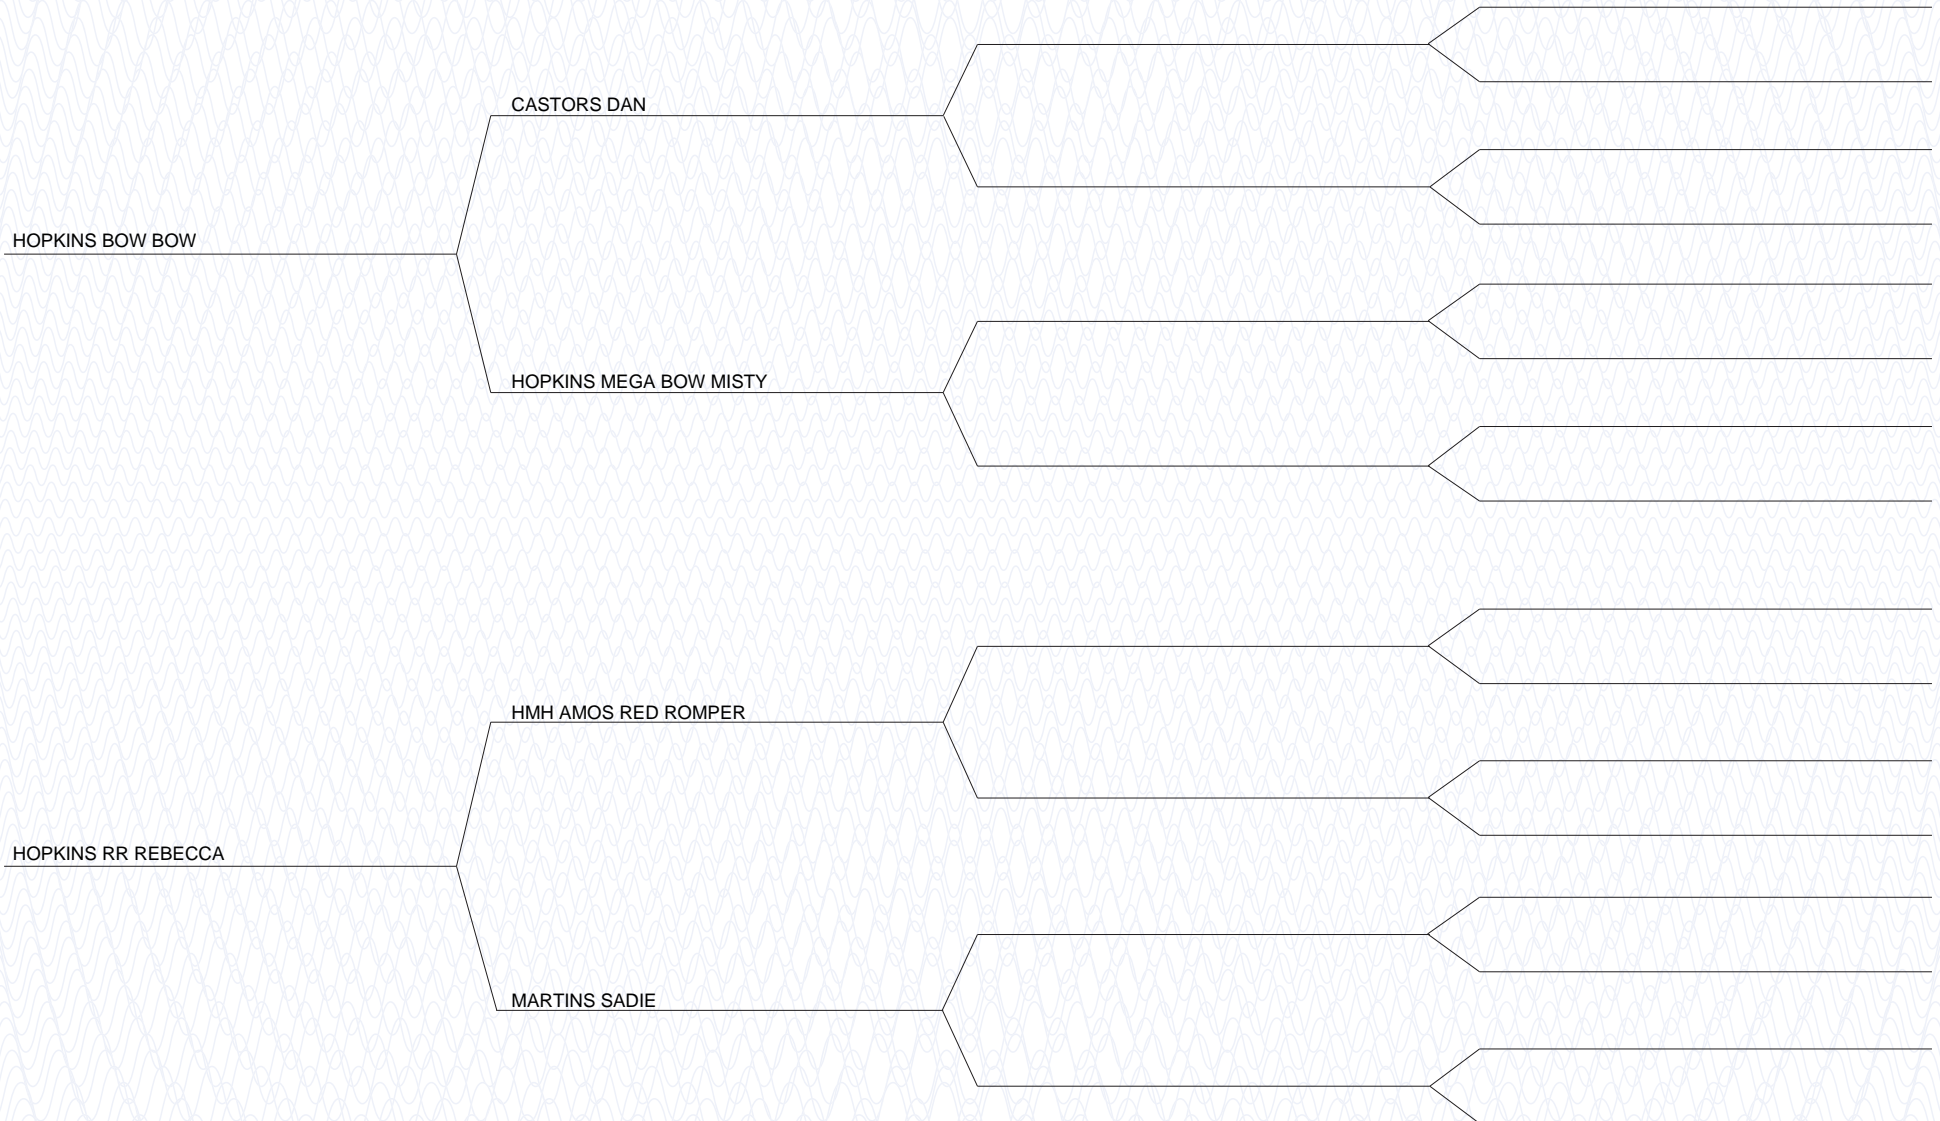 CASTORS DAN
HOPKINS BOW BOW
HOPKINS MEGA BOW MISTY
HMH AMOS RED ROMPER
HOPKINS RR REBECCA
MARTINS SADIE